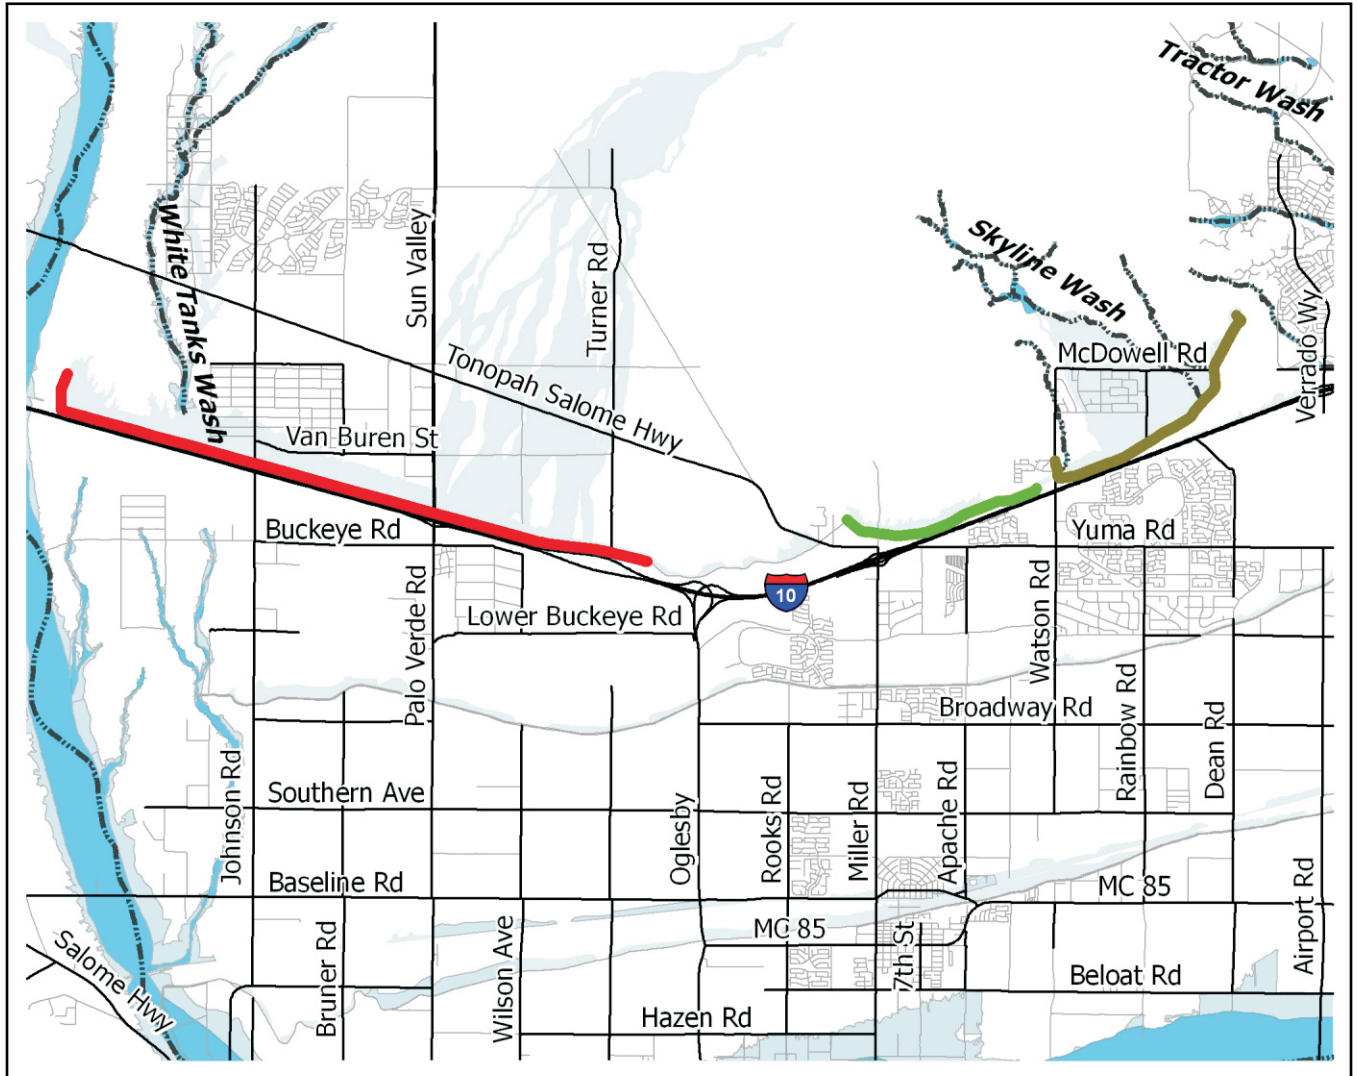 Tractor Wash
White Tanks Wash
Sun Valley
Turner Rd
Skyline Wash
Verrado Wy
McDowell Rd
Tonopah Salome Hwy
Van Buren St
Buckeye Rd
Yuma Rd
10
Palo Verde Rd
Lower Buckeye Rd
Watson Rd
Rainbow Rd
Broadway Rd
Dean Rd
Johnson Rd
Southern Ave
Oglesby
Rooks Rd
Miller Rd
Apache Rd
Baseline Rd
MC 85
MC 85
Airport Rd
Salome Hwy
Bruner Rd
Wilson Ave
7th St
Beloat Rd
Hazen Rd